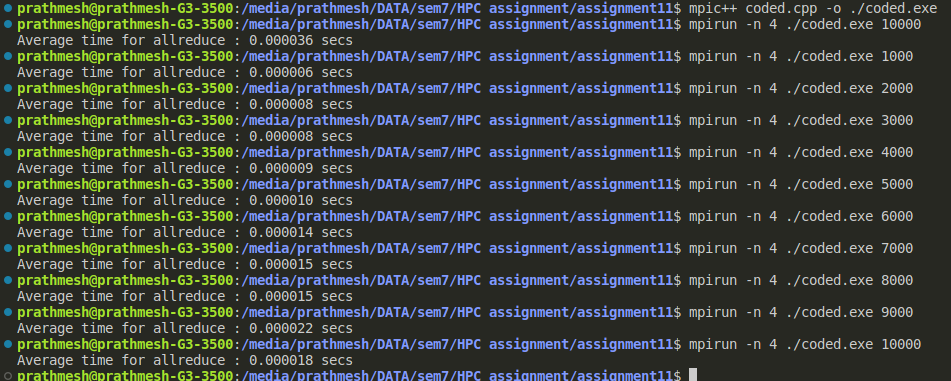 prathmesh@prathmesh-G3-3500:/media/prathmesh/DATA/sem7/HPC assignment/assignment11$ mpic++ coded.cpp -o ./coded.exe
prathmesh@prathmesh-G3-3500:/media/prathmesh/DATA/sem7/HPC assignment/assignment11$ mpirun -n 4 ./coded.exe 10000
Average time for allreduce : 0.000036 secs
prathmesh@prathmesh-G3-3500:/media/prathmesh/DATA/sem7/HPC assignment/assignment11$ mpirun -n 4 ./coded.exe 1000
Average time for allreduce : 0.000006 secs
prathmesh@prathmesh-G3-3500:/media/prathmesh/DATA/sem7/HPC assignment/assignment11$ mpirun -n 4 ./coded.exe 2000
Average time for allreduce : 0.000008 secs
prathmesh@prathmesh-G3-3500:/media/prathmesh/DATA/sem7/HPC assignment/assignment11$ mpirun -n 4 ./coded.exe 3000
Average time for allreduce : 0.000008 secs
prathmesh@prathmesh-G3-3500:/media/prathmesh/DATA/sem7/HPC assignment/assignment11$ mpirun -n 4 ./coded.exe 4000
Average time for allreduce : 0.000009 secs
prathmesh@prathmesh-G3-3500:/media/prathmesh/DATA/sem7/HPC assignment/assignment11$ mpirun -n 4 ./coded.exe 5000
Average time for allreduce : 0.000010 secs
prathmesh@prathmesh-G3-3500:/media/prathmesh/DATA/sem7/HPC assignment/assignment11$ mpirun -n 4 ./coded.exe 6000
Average time for allreduce : 0.000014 secs
prathmesh@prathmesh-G3-3500:/media/prathmesh/DATA/sem7/HPC assignment/assignment11$ mpirun -n 4 ./coded.exe 7000
Average time for allreduce : 0.000015 secs
prathmesh@prathmesh-G3-3500:/media/prathmesh/DATA/sem7/HPC assignment/assignment11$ mpirun -n 4 ./coded.exe 8000
Average time for allreduce : 0.000015 secs
prathmesh@prathmesh-G3-3500:/media/prathmesh/DATA/sem7/HPC assignment/assignment11$ mpirun -n 4 ./coded.exe 9000
Average time for allreduce : 0.000022 secs
prathmesh@prathmesh-G3-3500:/media/prathmesh/DATA/sem7/HPC assignment/assignment11$ mpirun -n 4 ./coded.exe 10000
Average time for allreduce : 0.000018 secs
prathmesh@prathmesh-G3-3500:/media/prathmesh/DATA/sem7/HPC assignment/assignment11$